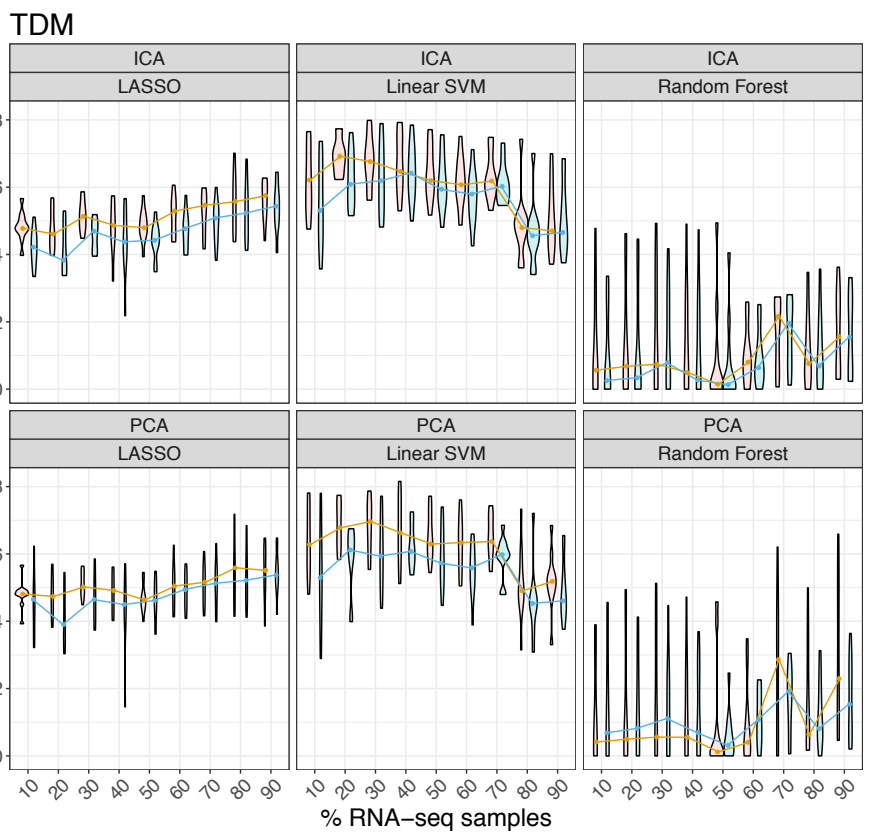 TDM
ICA ICA ICA
LASSO Linear SVM Random Forest
PCA PCA PCA
LASSO Linear SVM Random Forest
10 20 30 40 50 60 70 80 90 10 20 30 40 50 60 70 80 90 10 20 30 40 50 60 70 80 90
% RNA−seq samples